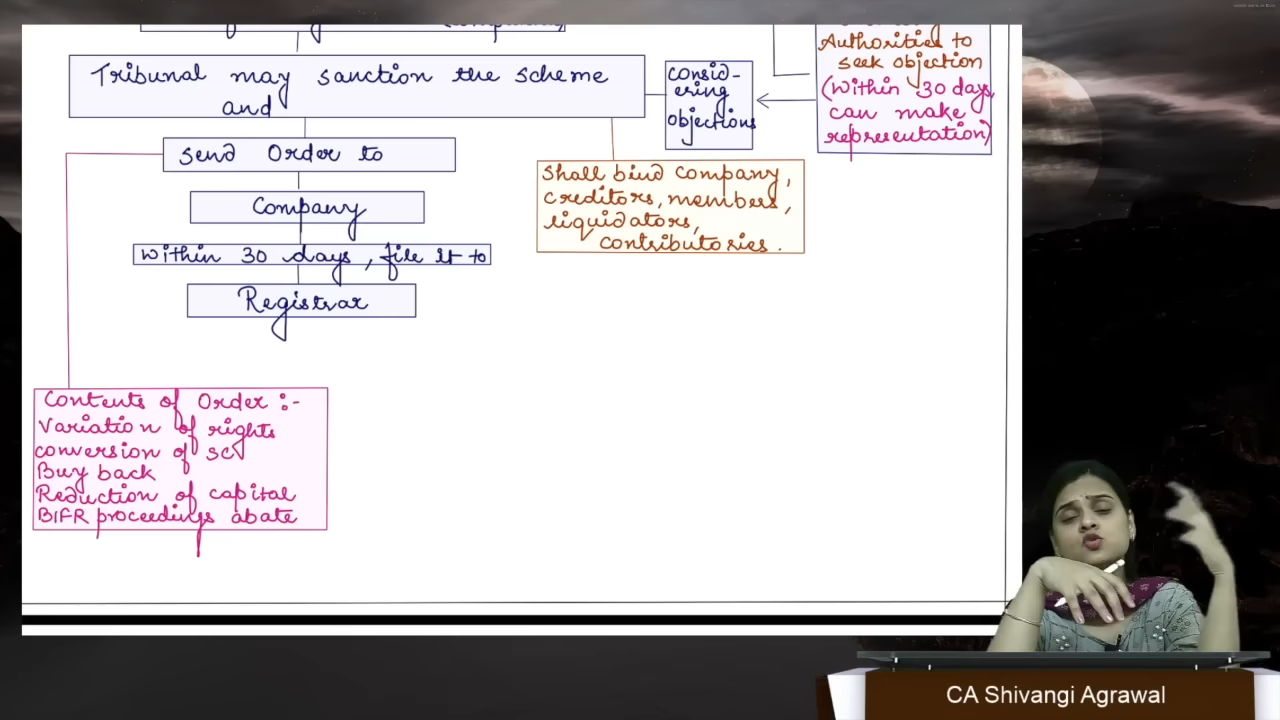 Authorities to
seek objection
(Within 30 days,
can make
representation)
Tribunal may sanction the scheme
and
consid-
ering
objections
Send Order to
Company
Within 30 days, file it to
Registrar
Shall bind Company,
creditors, members,
liquidators,
contributories.
Contents of Order :-
Variation of rights
conversion of SC
Buy back
Reduction of capital
BIFR proceedings abate
CA Shivangi Agrawal